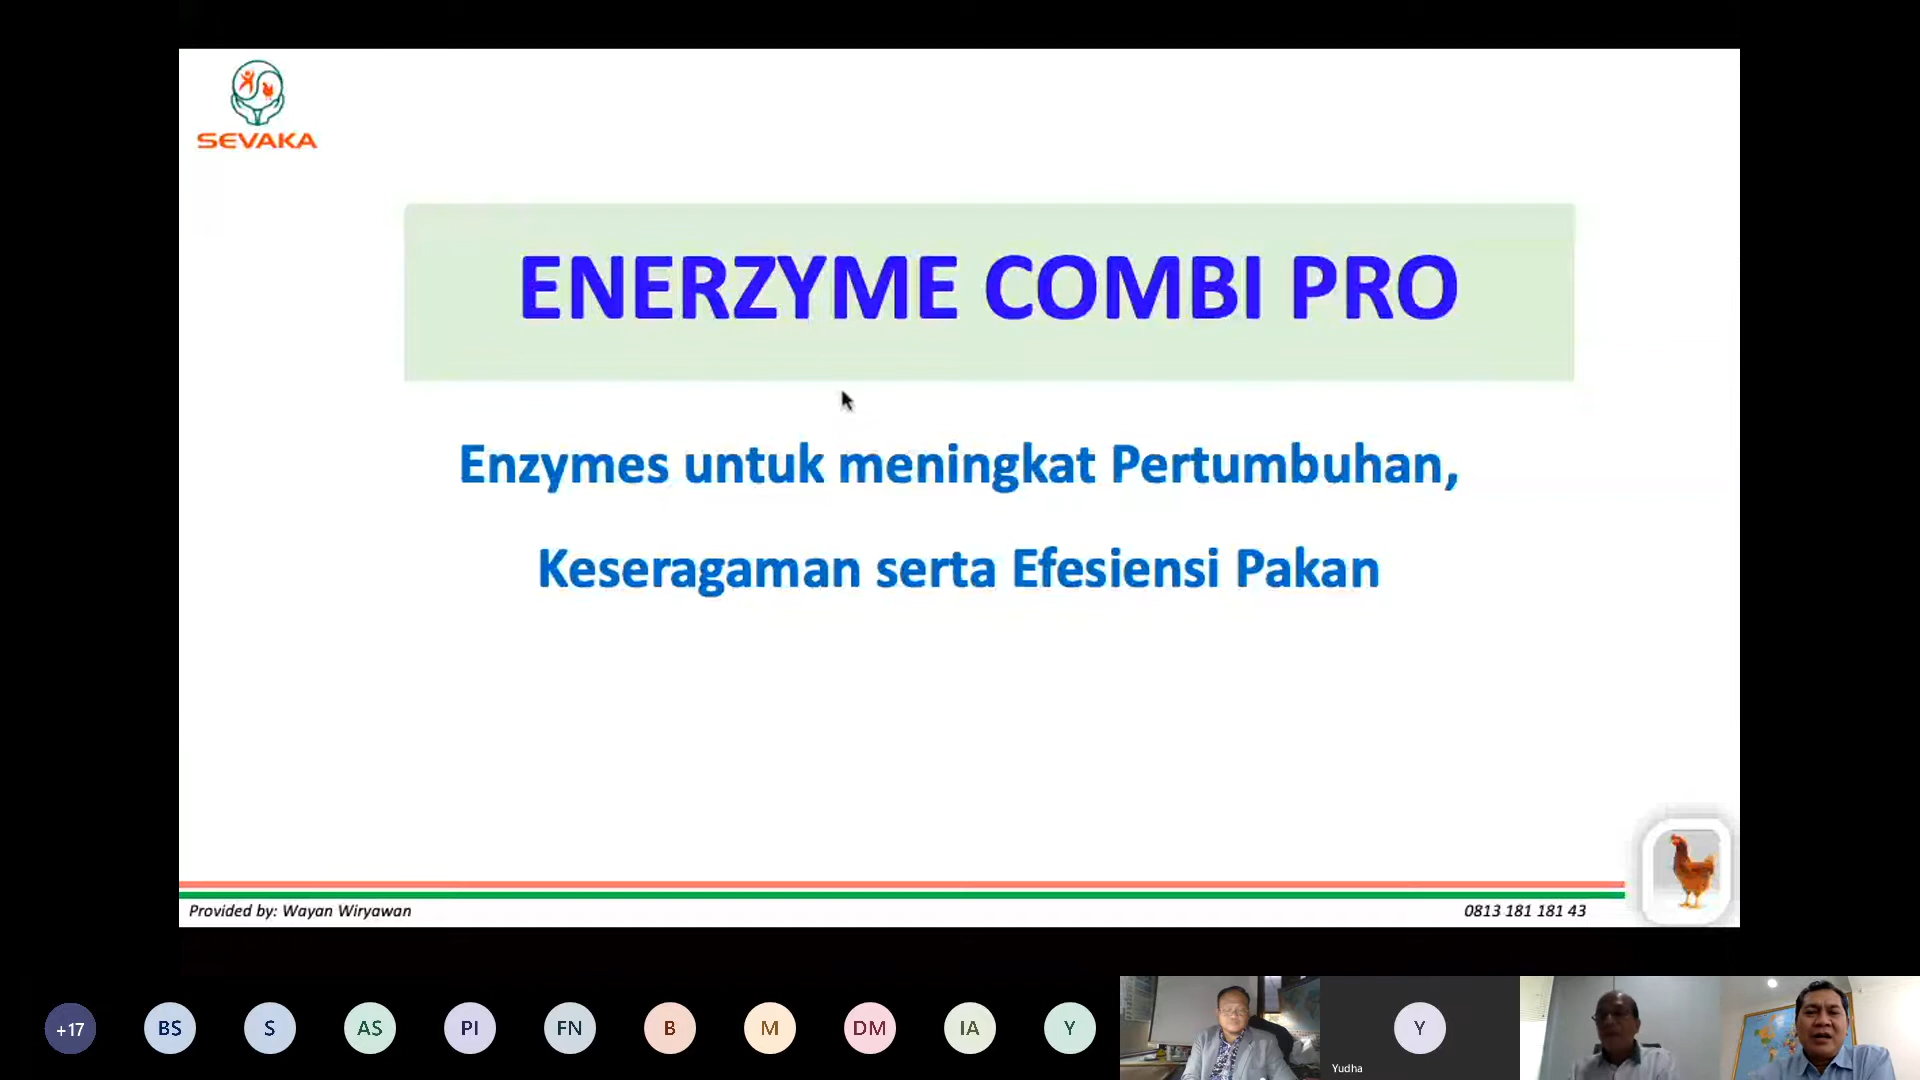 SEVAKA
ENERZYME COMBI PRO
Enzymes untuk meningkat Pertumbuhan,
Keseragaman serta Efesiensi Pakan
Provided by: Wayan Wiryawan
0813 181 181 43
+17
BS
S
AS
PI
FN
B
M
DM
IA
Y
Y
Yudha